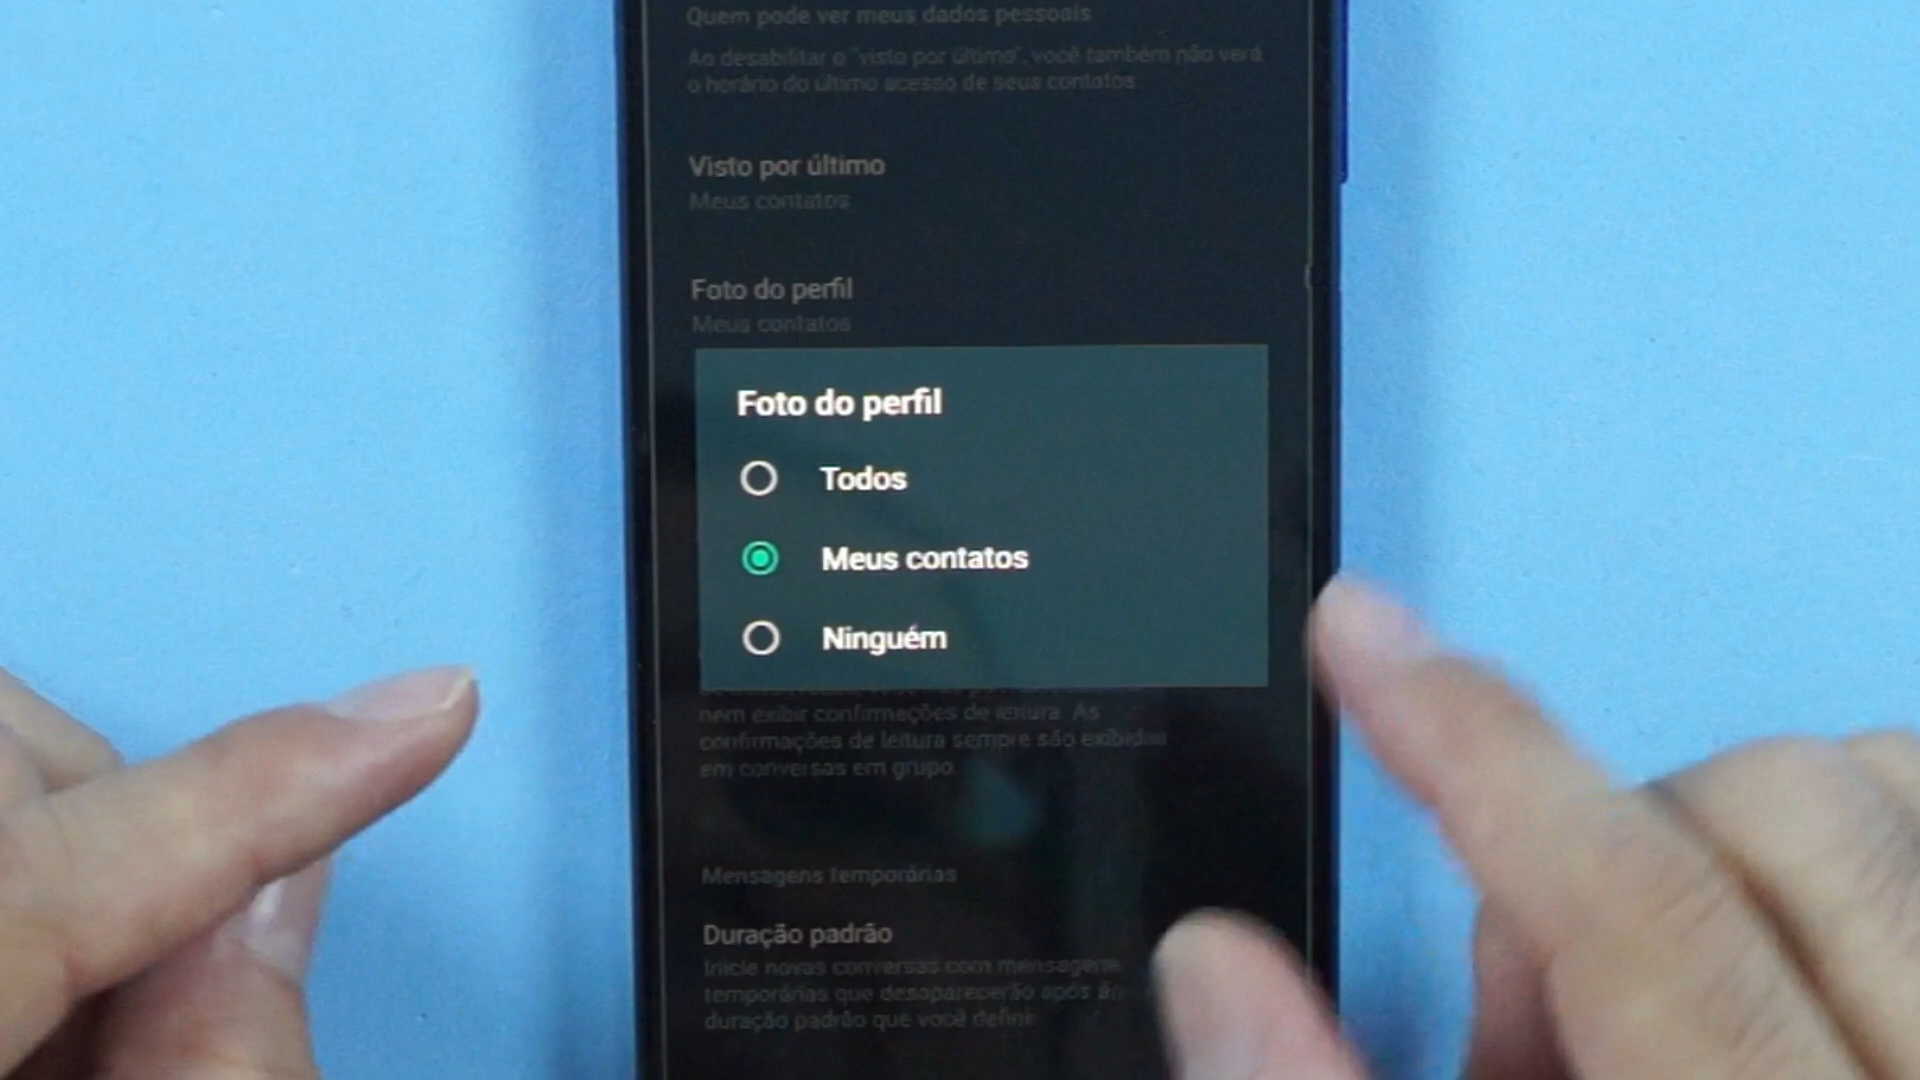 Quem pode ver meus dados pessoais
Ao desabilitar o "visto por último", você também não verá
o horário do último acesso de seus contatos.
Visto por último
Meus contatos
Foto do perfil
Meus contatos
Foto do perfil
Todos
Meus contatos
Ninguém
nem exibir confirmações de leitura. As
confirmações de leitura sempre são exibidas
em conversas em grupo.
Mensagens temporárias
Duração padrão
Inicie novas conversas com mensagens
temporárias que desaparecerão após a
duração padrão que você definir